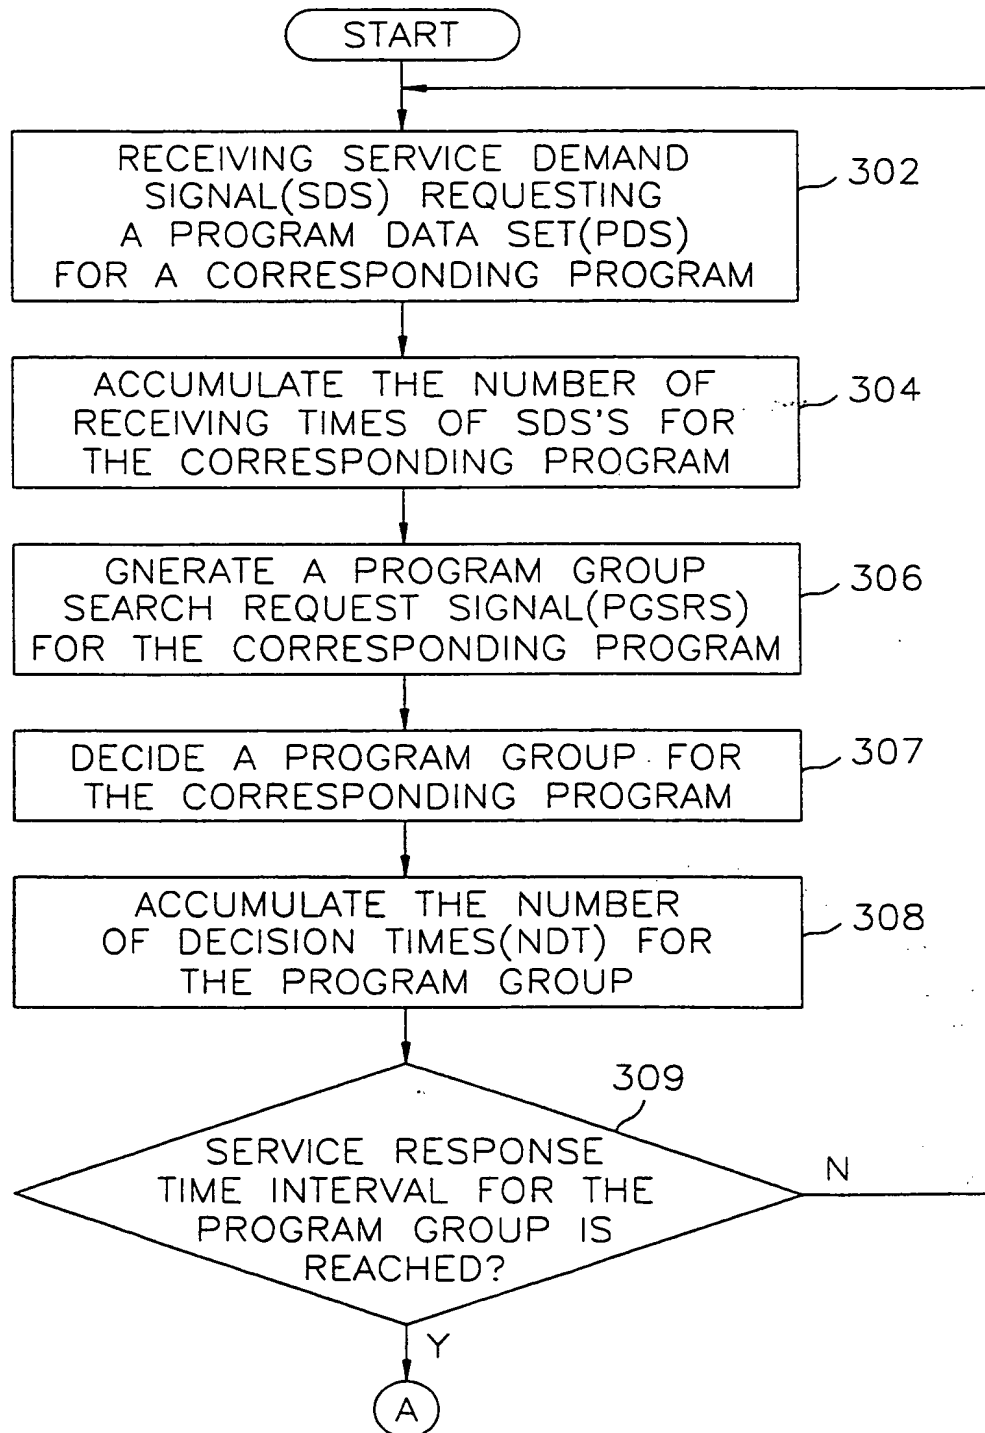 START
RECEIVING SERVICE DEMAND
SIGNAL(SDS) REQUESTING
A PROGRAM DATA SET(PDS)
FOR A CORRESPONDING PROGRAM
302
ACCUMULATE THE NUMBER OF
RECEIVING TIMES OF SDS'S FOR
THE CORRESPONDING PROGRAM
304
GNERATE A PROGRAM GROUP
SEARCH REQUEST SIGNAL(PGSRS)
FOR THE CORRESPONDING PROGRAM
306
DECIDE A PROGRAM GROUP FOR
THE CORRESPONDING PROGRAM
307
ACCUMULATE THE NUMBER
OF DECISION TIMES(NDT) FOR
THE PROGRAM GROUP
308
309
SERVICE RESPONSE
TIME INTERVAL FOR THE
PROGRAM GROUP IS
REACHED?
N
Y
A